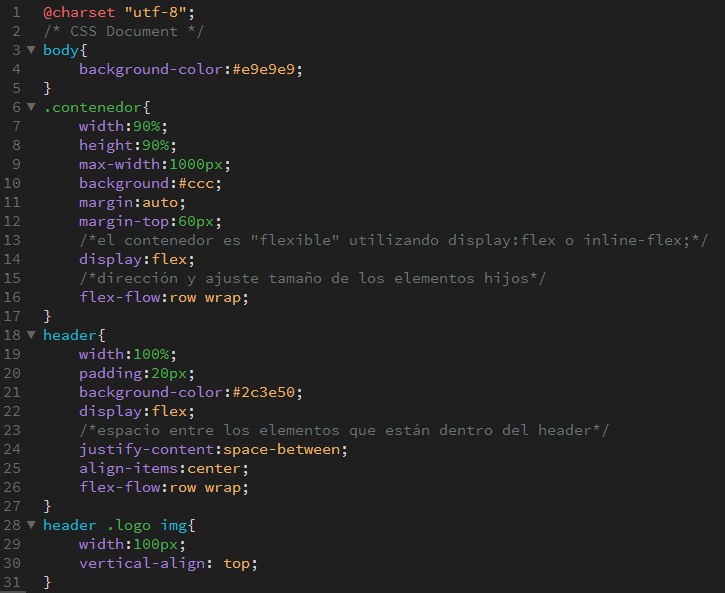 1 @charset "utf-8";
2 /* CSS Document */
3 body{
4 background-color:#e9e9e9;
5 }
6 .contenedor{
7 width:90%;
8 height:90%;
9 max-width:1000px;
10 background:#ccc;
11 margin:auto;
12 margin-top:60px;
13 /*el contenedor es "flexible" utilizando display:flex o inline-flex;*/
14 display:flex;
15 /*dirección y ajuste tamaño de los elementos hijos*/
16 flex-flow:row wrap;
17 }
18 header{
19 width:100%;
20 padding:20px;
21 background-color:#2c3e50;
22 display:flex;
23 /*espacio entre los elementos que están dentro del header*/
24 justify-content:space-between;
25 align-items:center;
26 flex-flow:row wrap;
27 }
28 header .logo img{
29 width:100px;
30 vertical-align: top;
31 }